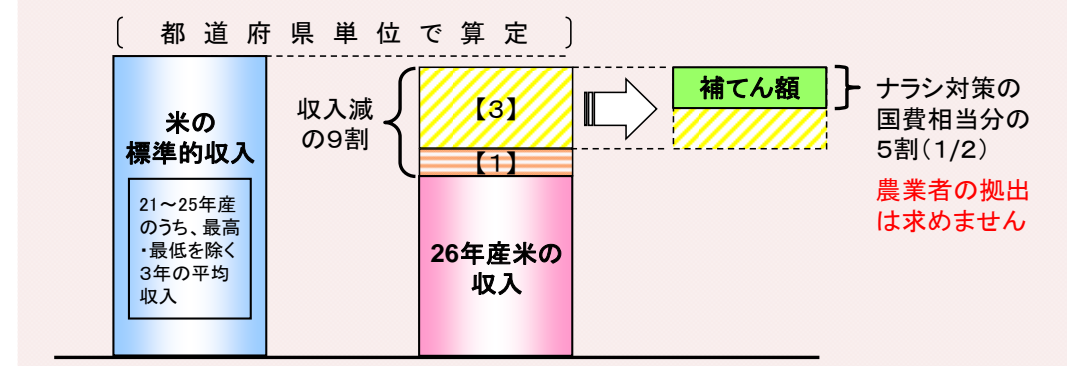 〔都道府県単位で算定〕
米の
標準的収入
21～25年産
のうち、最高
・最低を除く
3年の平均
収入
収入減
の9割
【3】
【1】
26年産米の
収入
補てん額
ナラシ対策の
国費相当分の
5割(1/2)
農業者の拠出
は求めません